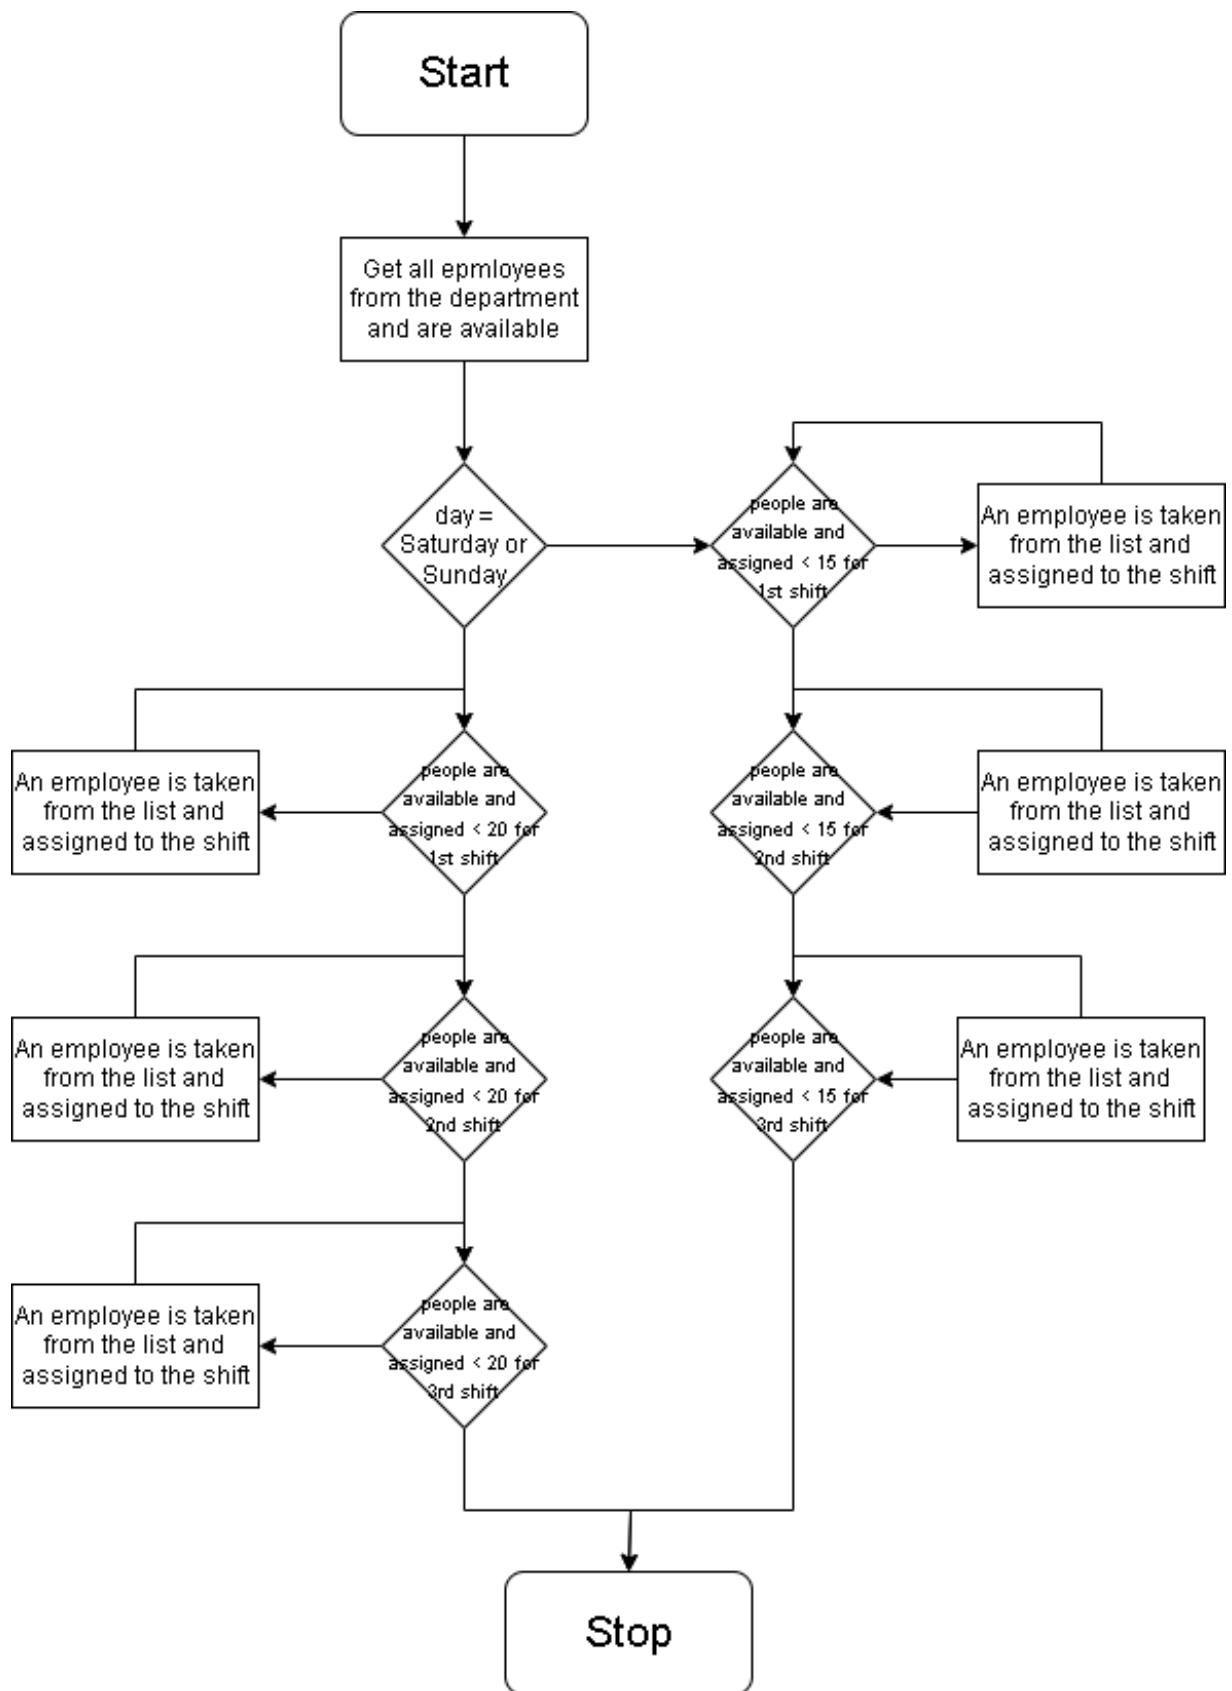 Start
Get all epmloyees
from the department
and are available
day =
Saturday or
Sunday
people are
available and
assigned < 15 for
1st shift
An employee is taken
from the list and
assigned to the shift
An employee is taken
from the list and
assigned to the shift
people are
available and
assigned < 20 for
1st shift
people are
available and
assigned < 15 for
2nd shift
An employee is taken
from the list and
assigned to the shift
An employee is taken
from the list and
assigned to the shift
people are
available and
assigned < 20 for
2nd shift
people are
available and
assigned < 15 for
3rd shift
An employee is taken
from the list and
assigned to the shift
An employee is taken
from the list and
assigned to the shift
people are
available and
assigned < 20 for
3rd shift
Stop